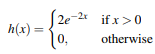 h(x) = { 2e^{-2x} if x > 0
0, otherwise